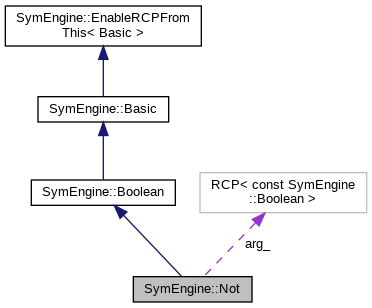 SymEngine::EnableRCPFrom
This< Basic >
SymEngine::Basic
SymEngine::Boolean
RCP< const SymEngine
::Boolean >
arg_
SymEngine::Not